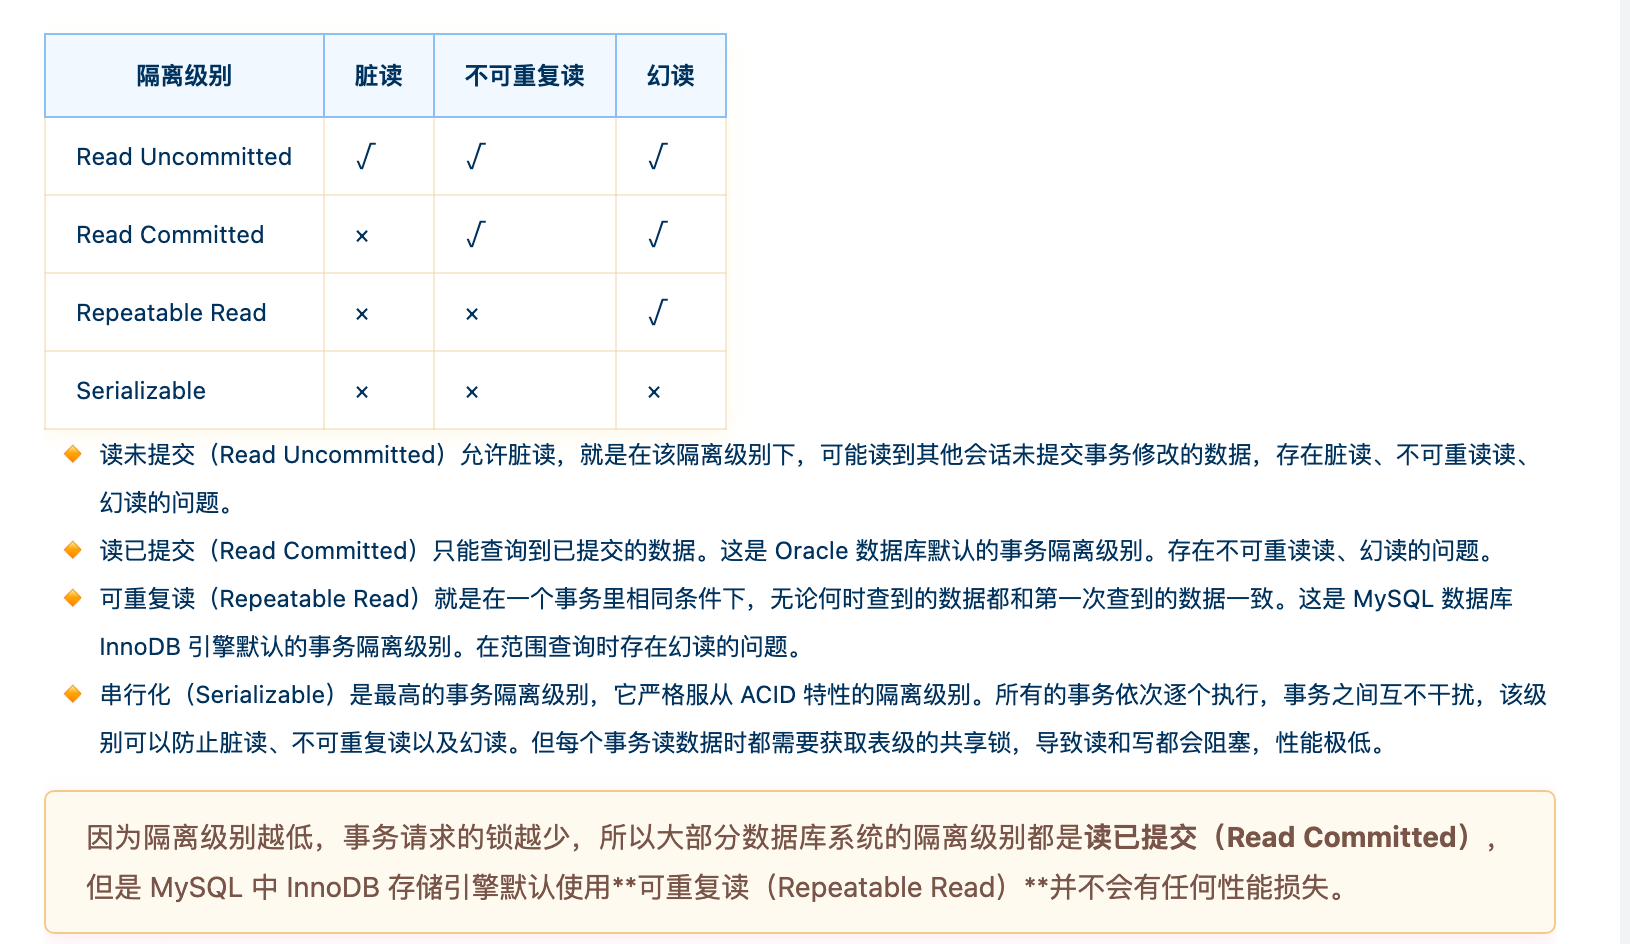 隔离级别 脏读 不可重复读 幻读
Read Uncommitted √ √ √
Read Committed × √ √
Repeatable Read × × √
Serializable × × ×
读未提交（Read Uncommitted）允许脏读，就是在该隔离级别下，可能读到其他会话未提交事务修改的数据，存在脏读、不可重读读、
幻读的问题。
读已提交（Read Committed）只能查询到已提交的数据。这是 Oracle 数据库默认的事务隔离级别。存在不可重读读、幻读的问题。
可重复读（Repeatable Read）就是在一个事务里相同条件下，无论何时查到的数据都和第一次查到的数据一致。这是 MySQL 数据库
InnoDB 引擎默认的事务隔离级别。在范围查询时存在幻读的问题。
串行化（Serializable）是最高的事务隔离级别，它严格服从 ACID 特性的隔离级别。所有的事务依次逐个执行，事务之间互不干扰，该级
别可以防止脏读、不可重复读以及幻读。但每个事务读数据时都需要获取表级的共享锁，导致读和写都会阻塞，性能极低。
因为隔离级别越低，事务请求的锁越少，所以大部分数据库系统的隔离级别都是读已提交（Read Committed），
但是 MySQL 中 InnoDB 存储引擎默认使用**可重复读（Repeatable Read）**并不会有任何性能损失。